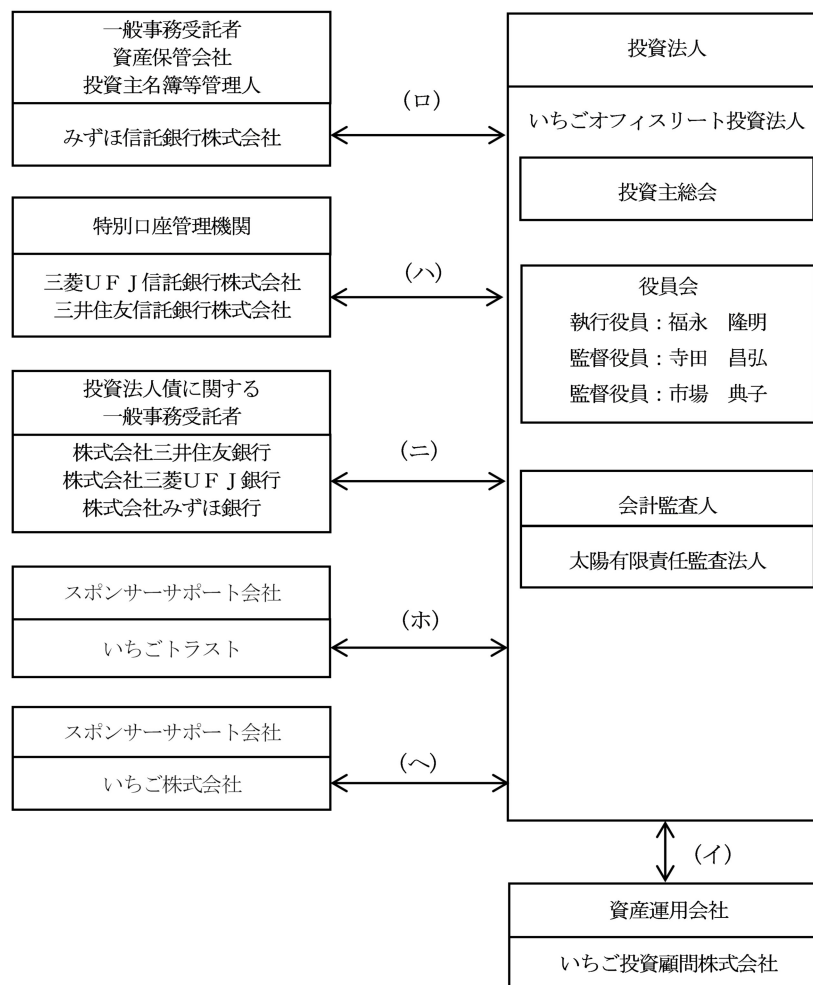 一般事務受託者
資産保管会社
投資主名簿等管理人
みずほ信託銀行株式会社
(ロ)
特別口座管理機関
三菱ＵＦＪ信託銀行株式会社
三井住友信託銀行株式会社
(ハ)
投資法人債に関する
一般事務受託者
株式会社三井住友銀行
株式会社三菱ＵＦＪ銀行
株式会社みずほ銀行
(ニ)
スポンサーサポート会社
いちごトラスト
(ホ)
スポンサーサポート会社
いちご株式会社
(ヘ)
投資法人
いちごオフィスリート投資法人
投資主総会
役員会
執行役員：福永　隆明
監督役員：寺田　昌弘
監督役員：市場　典子
会計監査人
太陽有限責任監査法人
(イ)
資産運用会社
いちご投資顧問株式会社